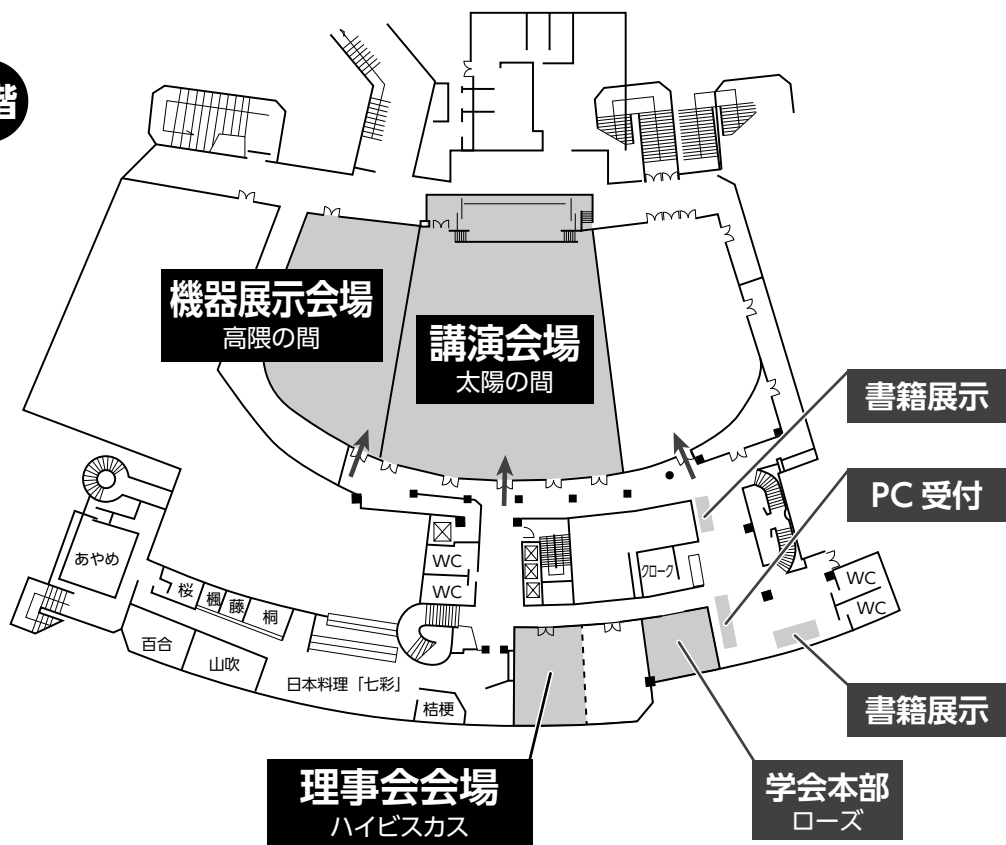 階
機器展示会場
高隈の間
講演会場
太陽の間
書籍展示
PC 受付
WC
WC
クローク
WC
WC
あやめ
桜
楓
藤
桐
百合
山吹
日本料理「七彩」
桔梗
書籍展示
理事会会場
ハイビスカス
学会本部
ローズ